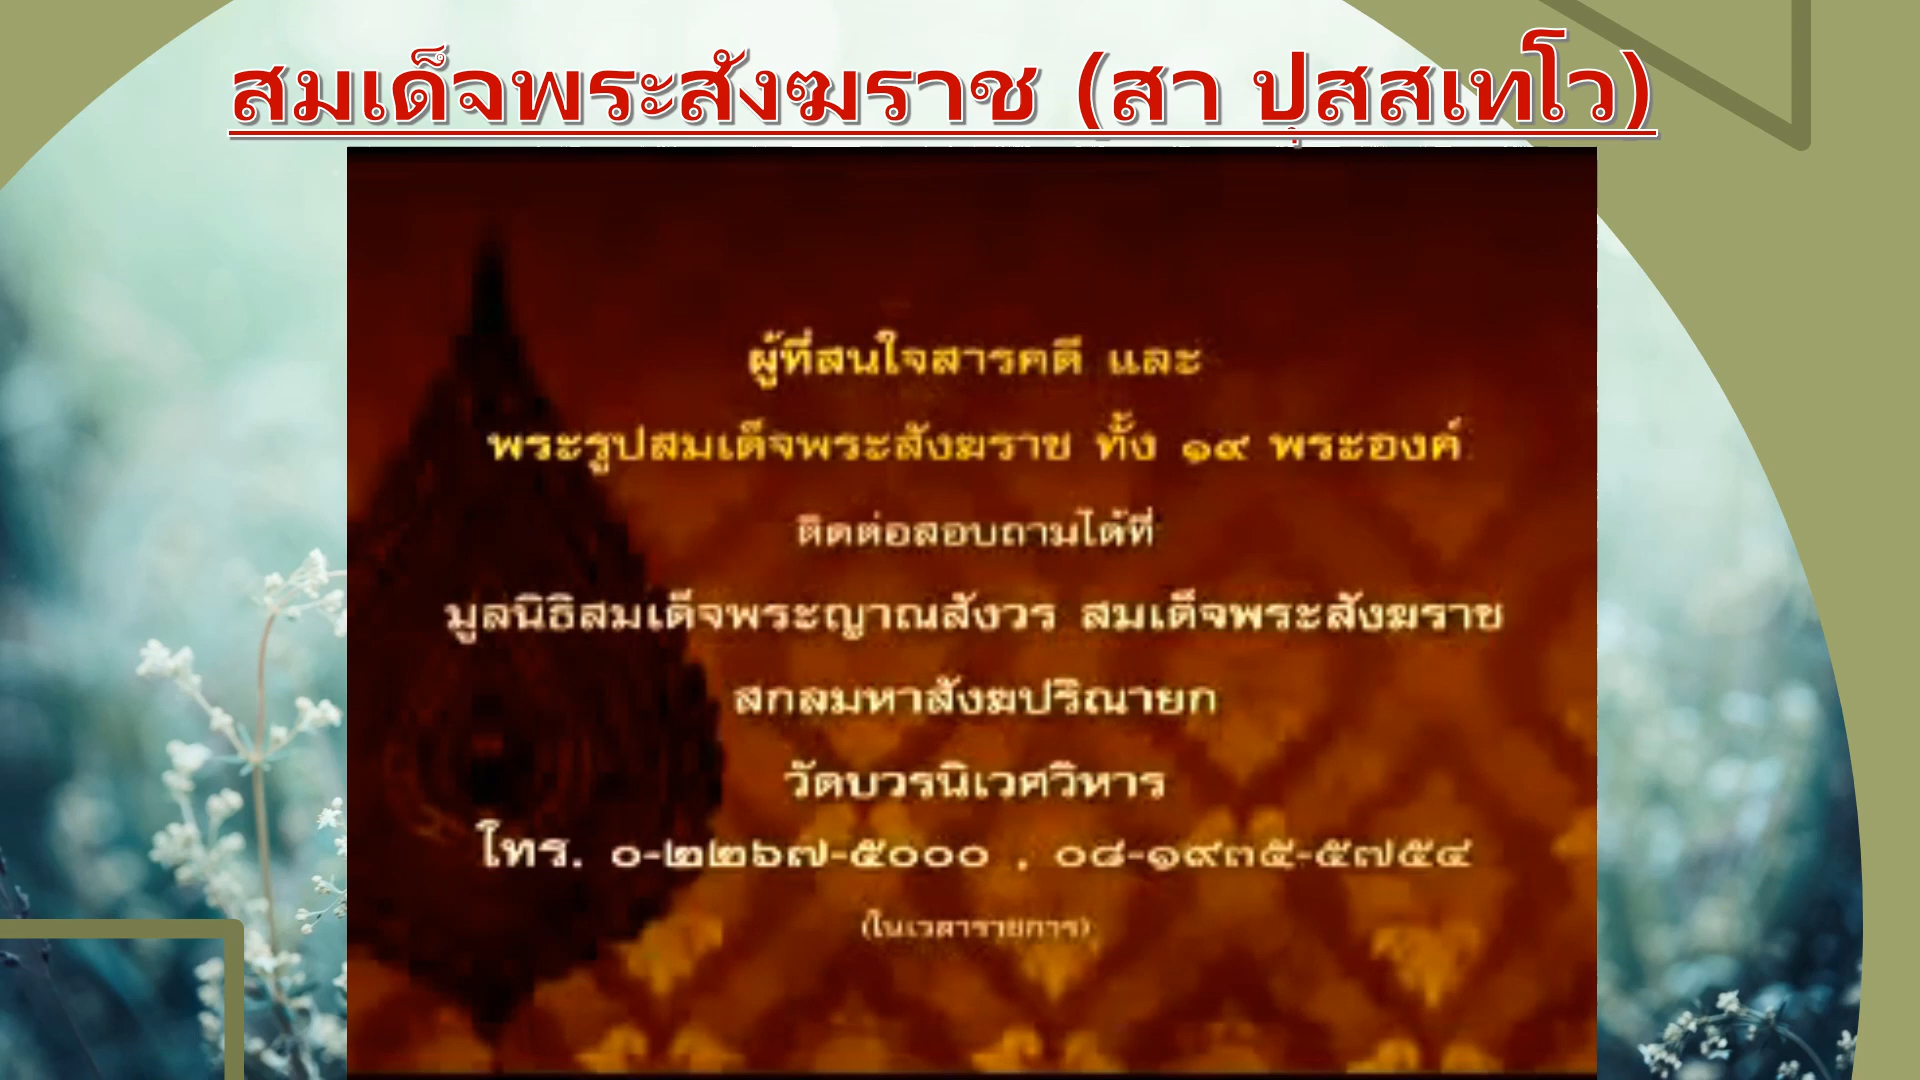 สมเด็จพระสังฆราช (สา ปุสสเทโว)
ผู้ที่สนใจสารคดี และ
พระรูปสมเด็จพระสังฆราช ทั้ง ๑๙ พระองค์
ติดต่อสอบถามได้ที่
มูลนิธิสมเด็จพระญาณสังวร สมเด็จพระสังฆราช
สกลมหาสังฆปริณายก
วัดบวรนิเวศวิหาร
โทร. ๐-๒๒๖๗-๕๐๐๐ , ๐๘-๑๙๓๕-๕๗๕๔
(ในเวลาราชการ)